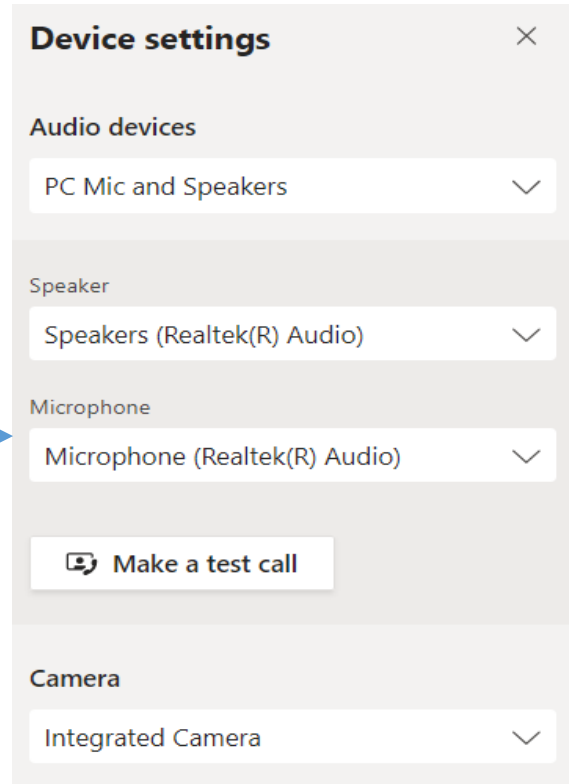 Device settings
Audio devices
PC Mic and Speakers
Speaker
Speakers (Realtek(R) Audio)
Microphone
Microphone (Realtek(R) Audio)
Make a test call
Camera
Integrated Camera